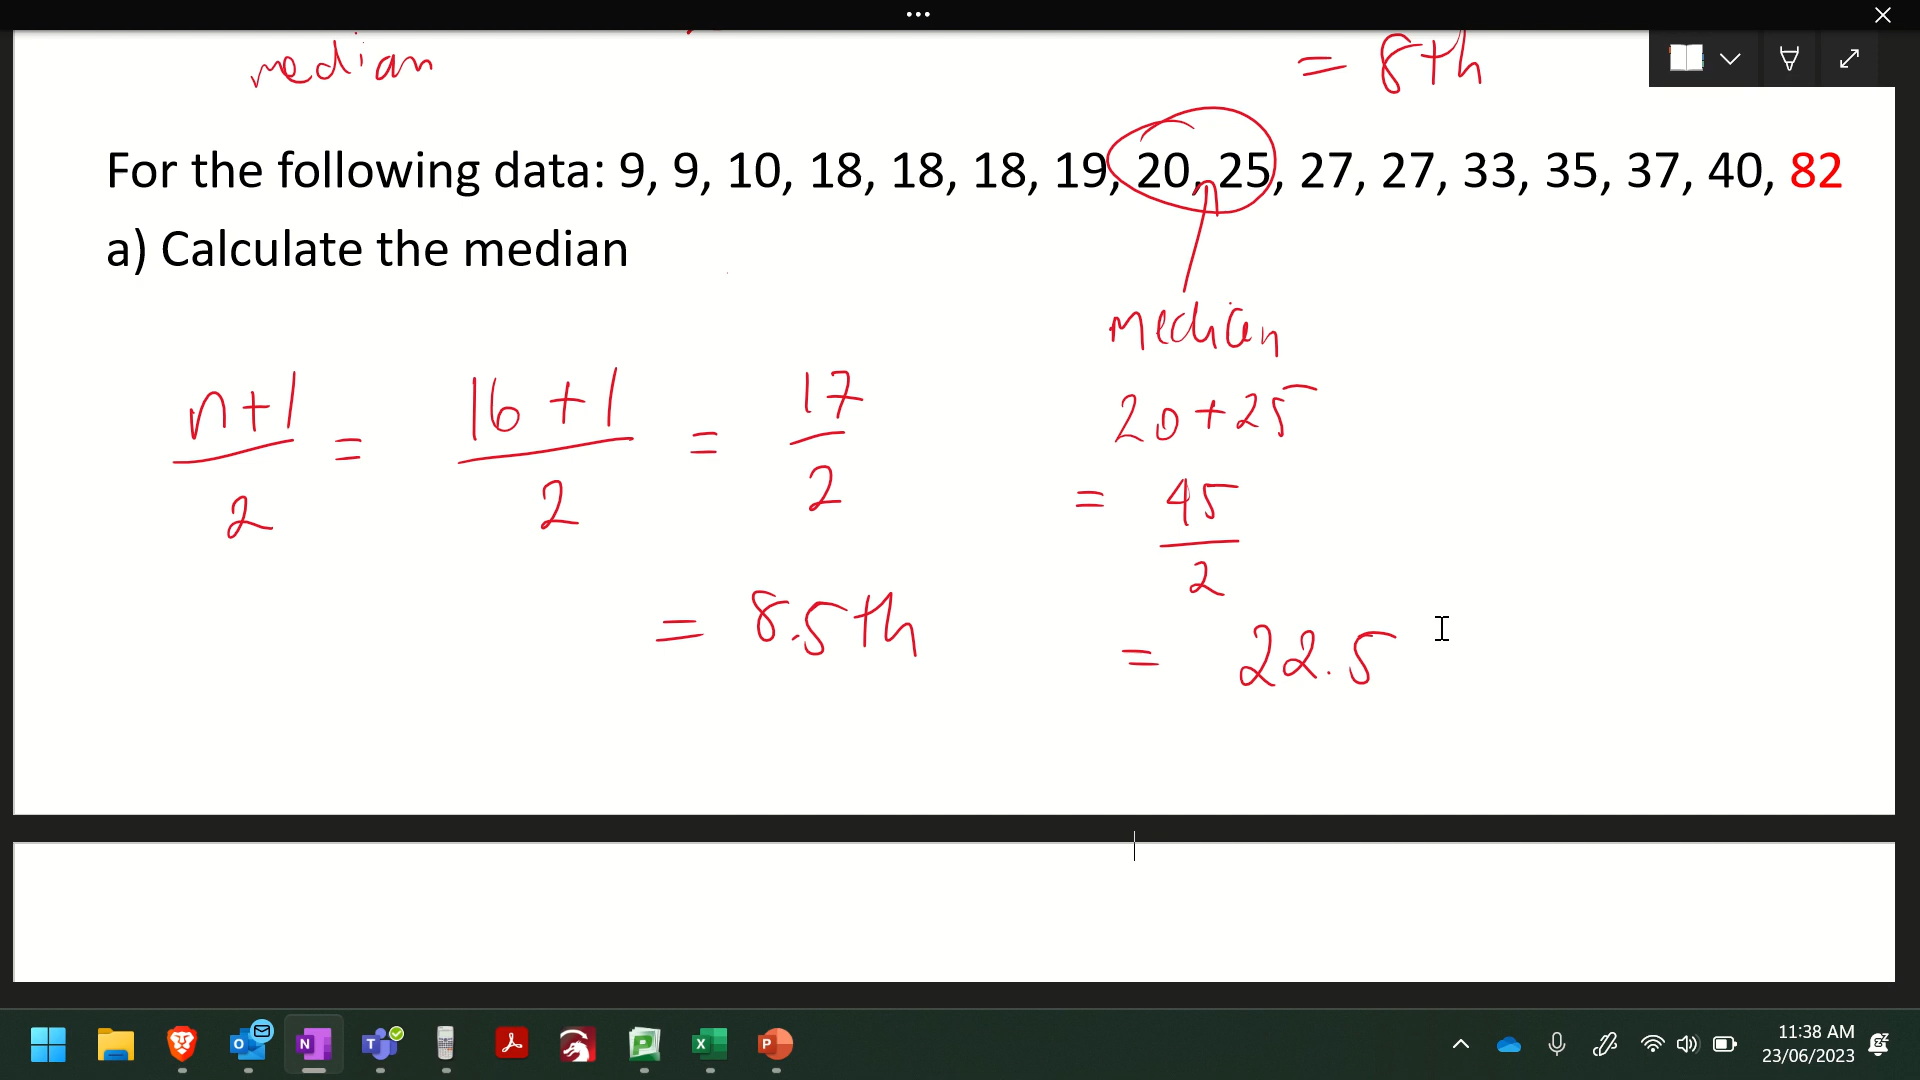 median
= 8th
For the following data: 9, 9, 10, 18, 18, 18, 19, 20, 25, 27, 27, 33, 35, 37, 40, 82
a) Calculate the median
median
n+1/2 = 16+1/2 = 17/2
20+25
= 45/2
= 8.5th
= 22.5
11:38 AM
23/06/2023